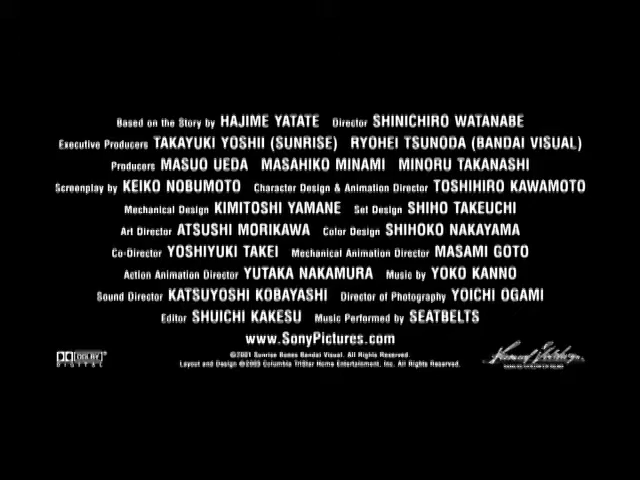 Based on the Story by HAJIME YATATE Director SHINICHIRO WATANABE
Executive Producers TAKAYUKI YOSHII (SUNRISE) RYOHEI TSUNODA (BANDAI VISUAL)
Producers MASUO UEDA MASAHIKO MINAMI MINORU TAKANASHI
Screenplay by KEIKO NOBUMOTO Character Design & Animation Director TOSHIHIRO KAWAMOTO
Mechanical Design KIMITOSHI YAMANE Set Design SHIHO TAKEUCHI
Art Director ATSUSHI MORIKAWA Color Design SHIHOKO NAKAYAMA
Co-Director YOSHIYUKI TAKEI Mechanical Animation Director MASAMI GOTO
Action Animation Director YUTAKA NAKAMURA Music by YOKO KANNO
Sound Director KATSUYOSHI KOBAYASHI Director of Photography YOICHI OGAMI
Editor SHUICHI KAKESU Music Performed by SEATBELTS
www.SonyPictures.com
©2001 Sunrise Bones Bandai Visual. All Rights Reserved.
Layout and Design ©2003 Columbia TriStar Home Entertainment, Inc. All Rights Reserved.
DOLBY
DIGITAL